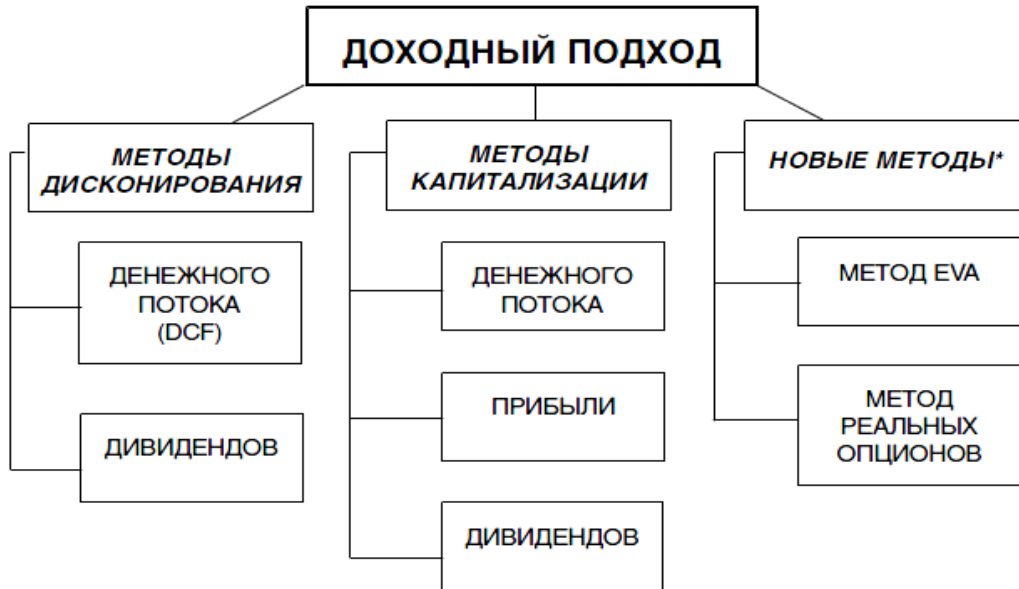 ДОХОДНЫЙ ПОДХОД
МЕТОДЫ
ДИСКОНИРОВАНИЯ
ДЕНЕЖНОГО
ПОТОКА
(DCF)
ДИВИДЕНДОВ
МЕТОДЫ
КАПИТАЛИЗАЦИИ
ДЕНЕЖНОГО
ПОТОКА
ПРИБЫЛИ
ДИВИДЕНДОВ
НОВЫЕ МЕТОДЫ*
МЕТОД EVA
МЕТОД
РЕАЛЬНЫХ
ОПЦИОНОВ